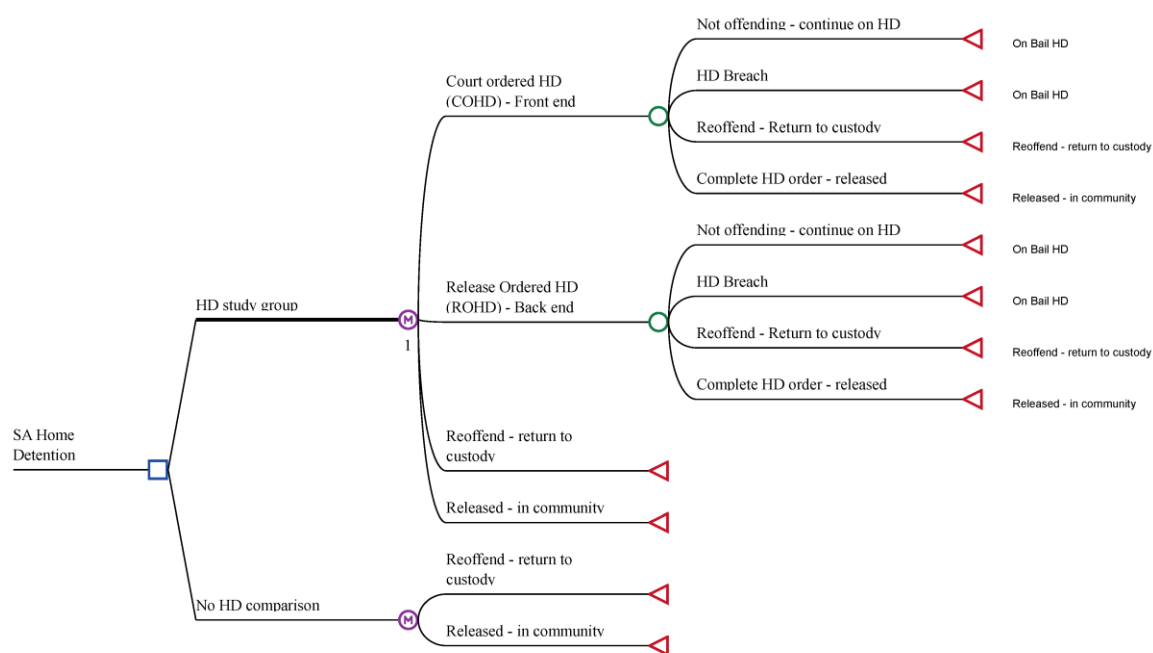 Not offending - continue on HD
On Bail HD
Court ordered HD
(COHD) - Front end
HD Breach
On Bail HD
Reoffend - Return to custody
Reoffend - return to custody
Complete HD order - released
Released - in community
Not offending - continue on HD
On Bail HD
HD study group
Release Ordered HD
(ROHD) - Back end
HD Breach
On Bail HD
M
1
Reoffend - Return to custody
Reoffend - return to custody
Complete HD order - released
Released - in community
SA Home
Detention
Reoffend - return to
custody
Released - in community
No HD comparison
M
Reoffend - return to
custody
Released - in community